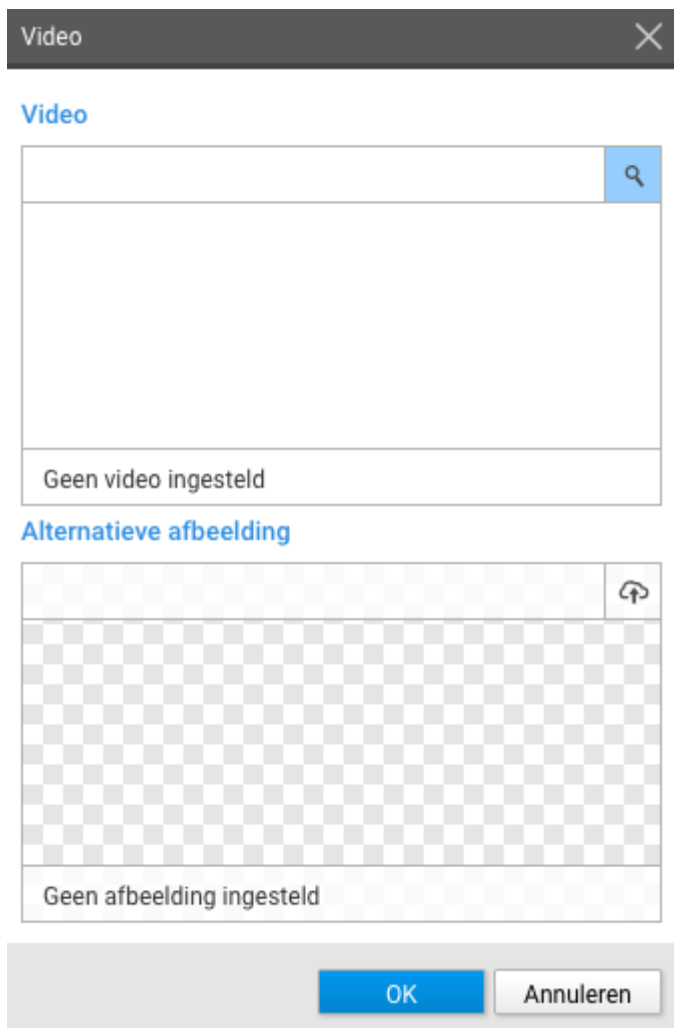 Video
Video
Geen video ingesteld
Alternatieve afbeelding
Geen afbeelding ingesteld
OK
Annuleren